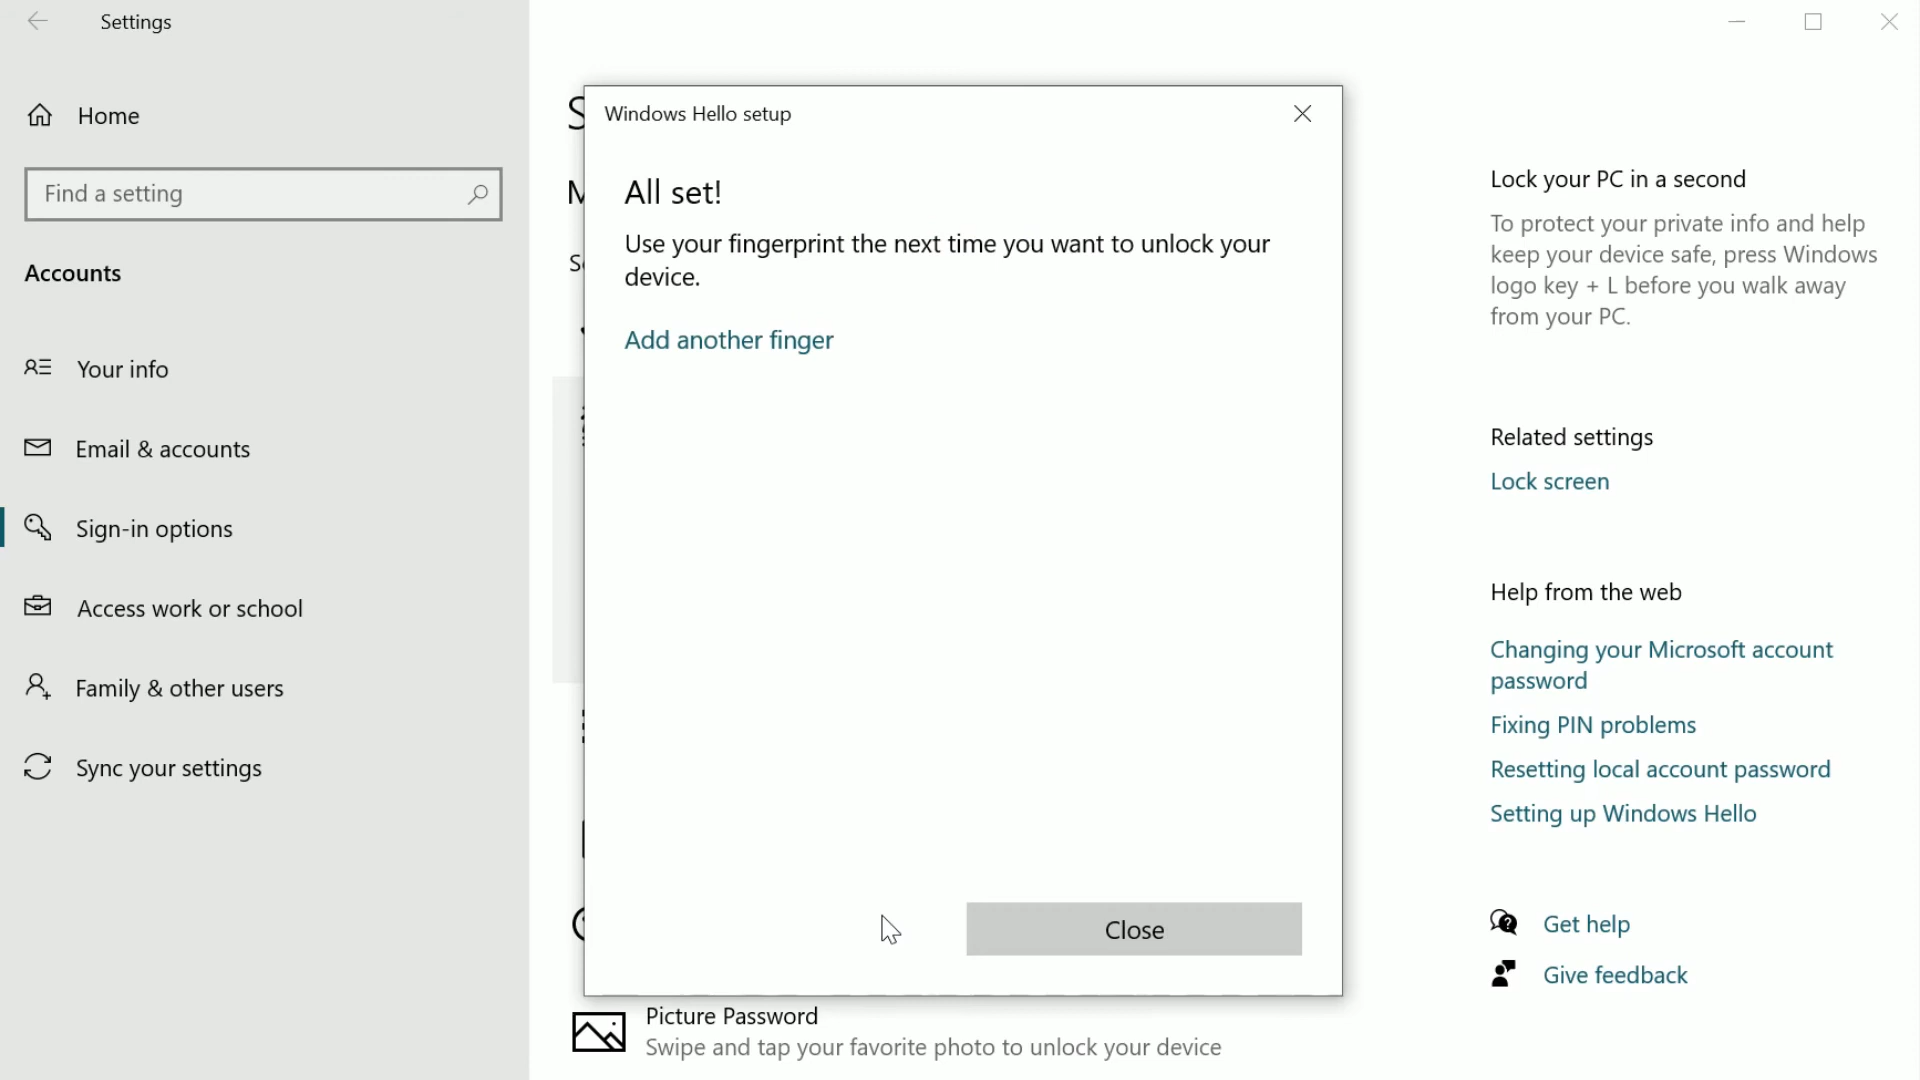 Settings
Home
Find a setting
Accounts
Your info
Email & accounts
Sign-in options
Access work or school
Family & other users
Sync your settings
Windows Hello setup
All set!
Use your fingerprint the next time you want to unlock your
device.
Add another finger
Close
Picture Password
Swipe and tap your favorite photo to unlock your device
Lock your PC in a second
To protect your private info and help
keep your device safe, press Windows
logo key + L before you walk away
from your PC.
Related settings
Lock screen
Help from the web
Changing your Microsoft account
password
Fixing PIN problems
Resetting local account password
Setting up Windows Hello
Get help
Give feedback